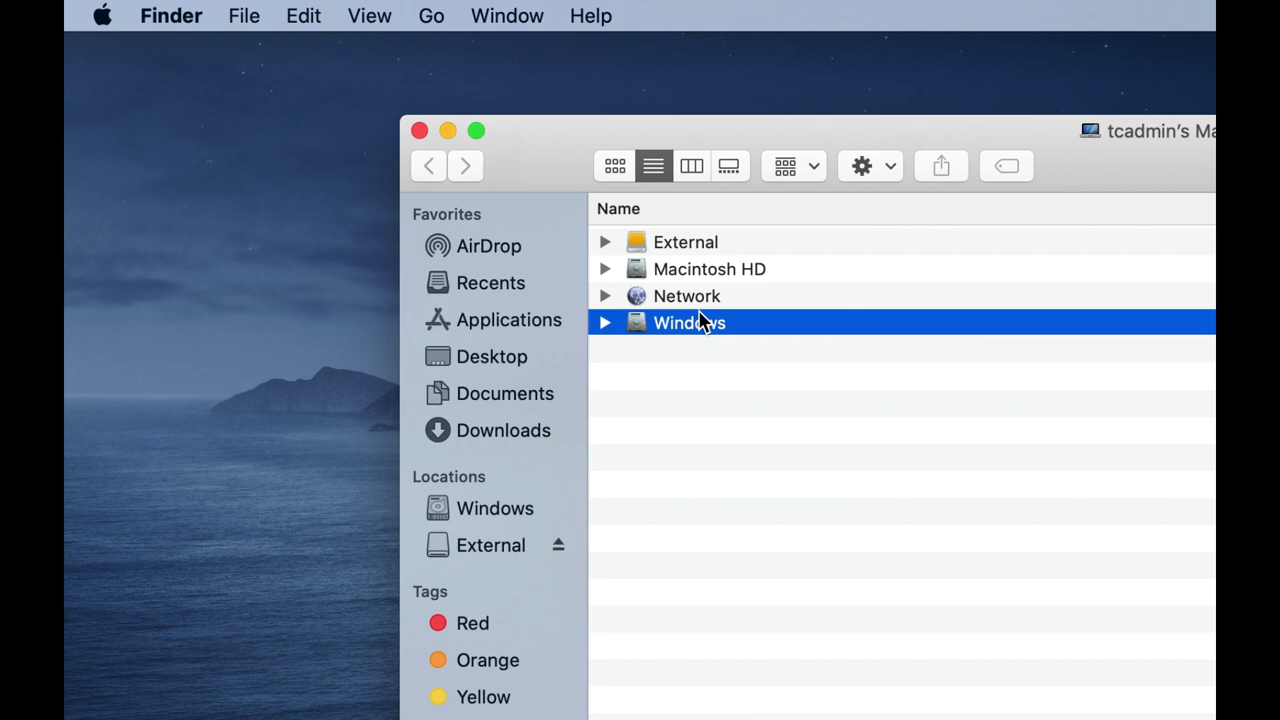 Finder File Edit View Go Window Help
tcadmin's Ma
Name
Favorites
AirDrop
Recents
Applications
Desktop
Documents
Downloads
Locations
Windows
External
Tags
Red
Orange
Yellow
External
Macintosh HD
Network
Windows